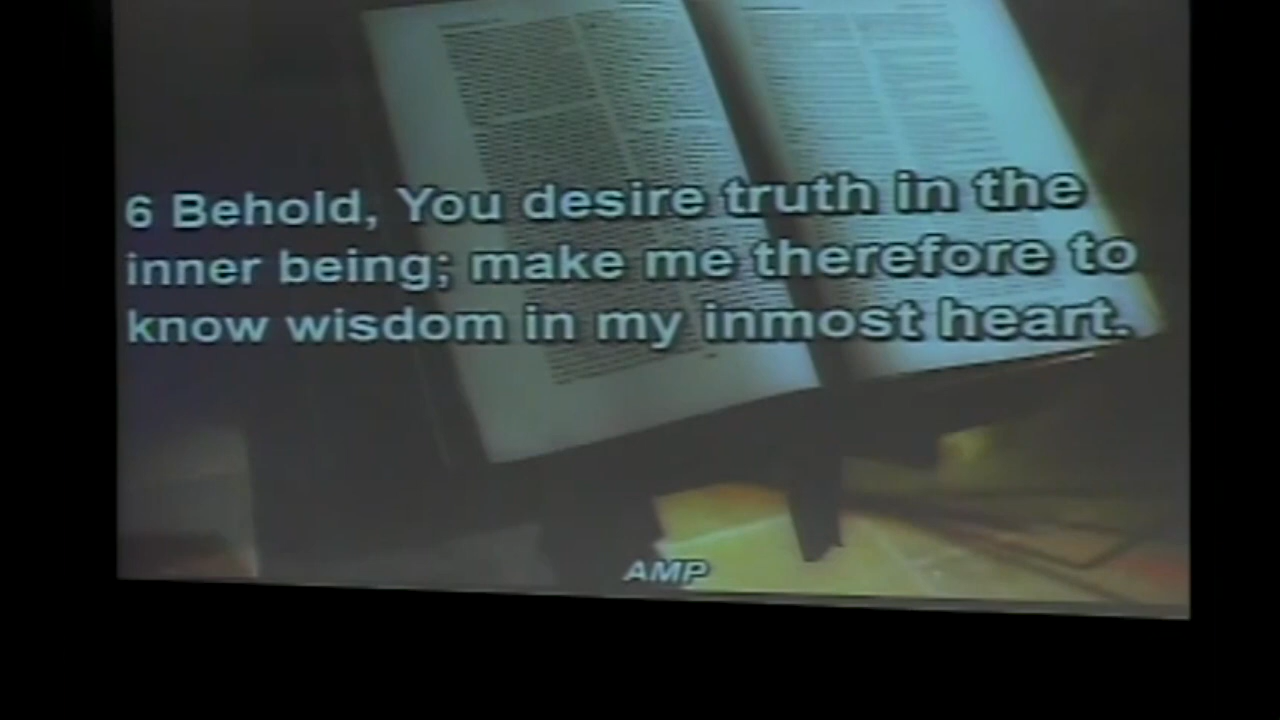 6 Behold, You desire truth in the
inner being; make me therefore to
know wisdom in my inmost heart.
AMP